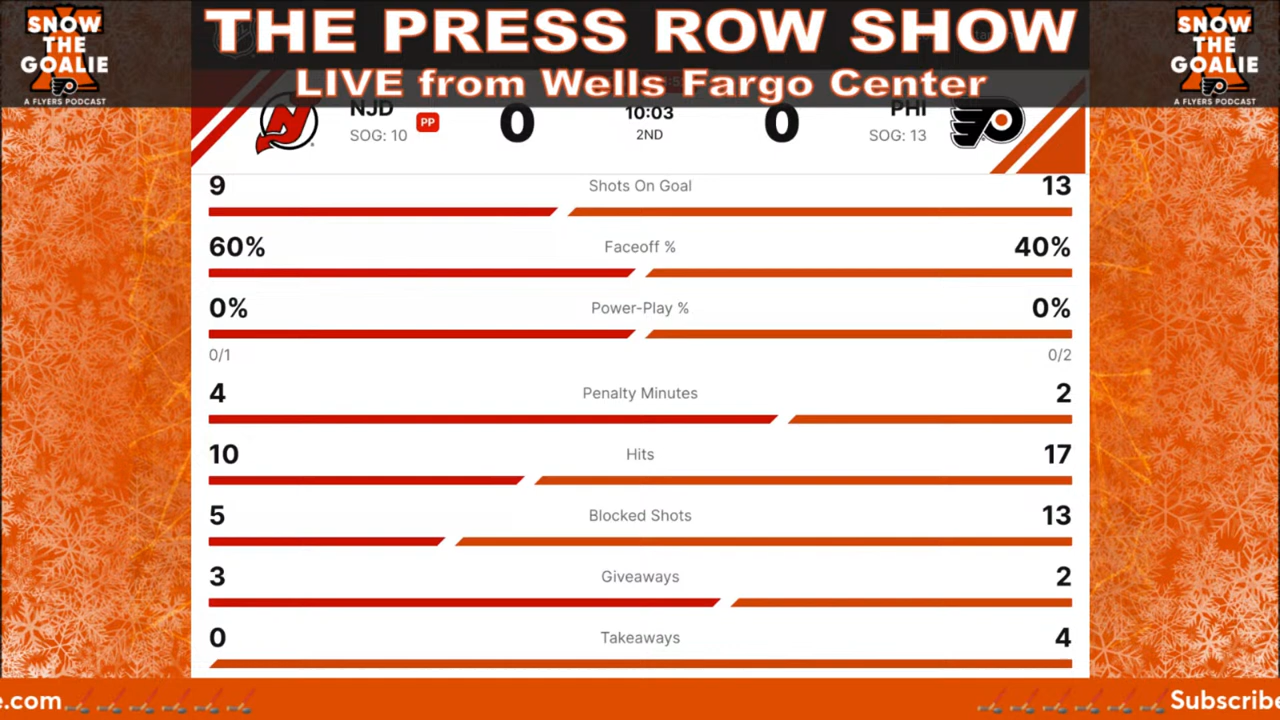 SNOW
THE
GOALIE
A FLYERS PODCAST
THE PRESS ROW SHOW
LIVE from Wells Fargo Center
SNOW
THE
GOALIE
A FLYERS PODCAST
NJD
SOG: 10
PP
0
10:03
2ND
0
PHI
SOG: 13
9 Shots On Goal 13
60% Faceoff % 40%
0% Power-Play % 0%
0/1 0/2
4 Penalty Minutes 2
10 Hits 17
5 Blocked Shots 13
3 Giveaways 2
0 Takeaways 4
e.com
Subscribe